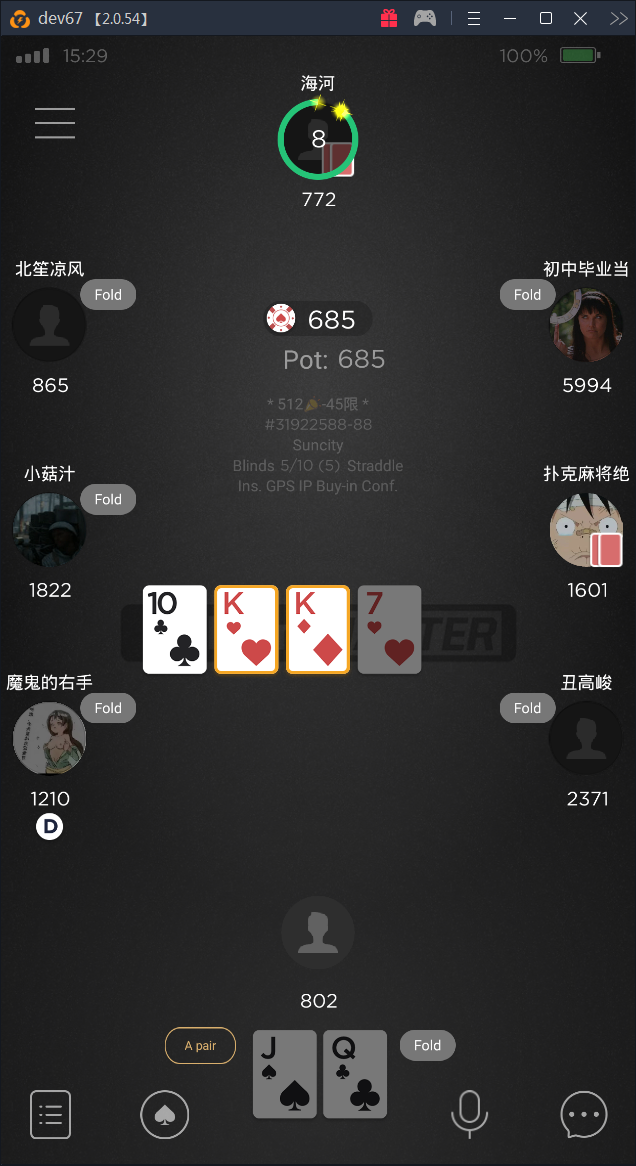 dev67 【2.0.54】
15:29
100%
海河
8
772
北笙凉风
Fold
865
初中毕业当
Fold
5994
685
Pot: 685
* 512🎉-45限 *
#31922588-88
Suncity
Blinds 5/10 (5) Straddle
Ins. GPS IP Buy-in Conf.
小菇汁
Fold
1822
扑克麻将绝
1601
10
K
K
7
TER
魔鬼的右手
Fold
1210
D
丑高峻
Fold
2371
802
A pair
J
Q
Fold